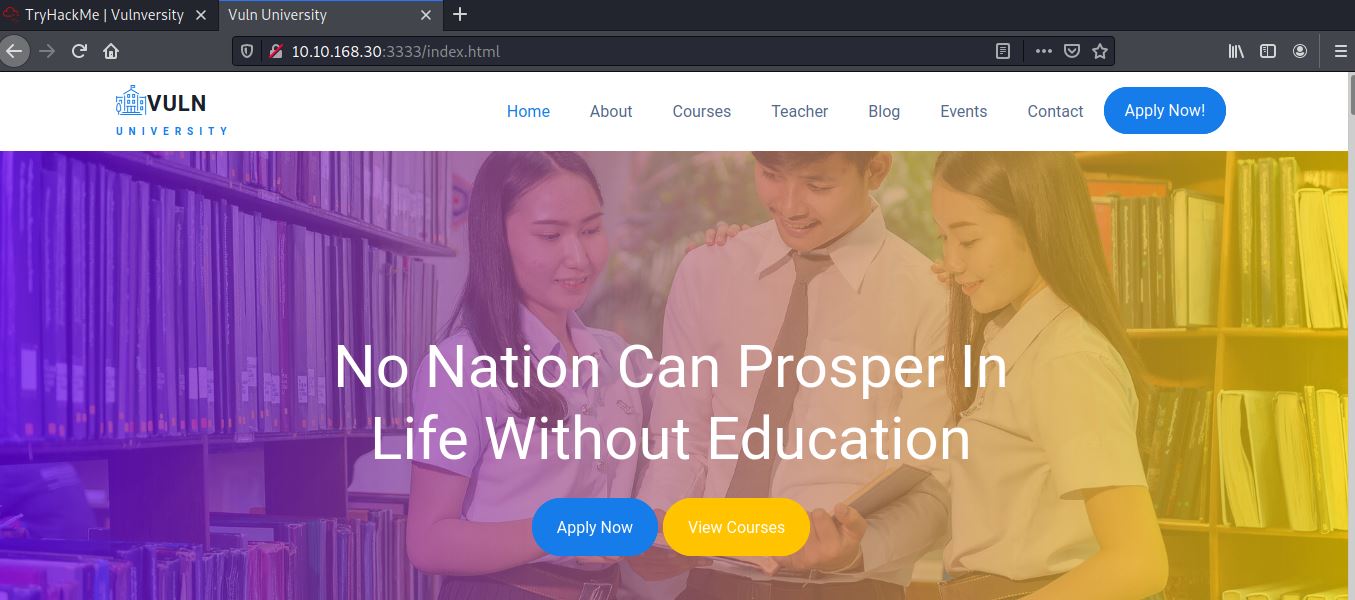 TryHackMe | Vulnversity
Vuln University
10.10.168.30:3333/index.html
VULN
UNIVERSITY
Home
About
Courses
Teacher
Blog
Events
Contact
Apply Now!
No Nation Can Prosper In
Life Without Education
Apply Now
View Courses